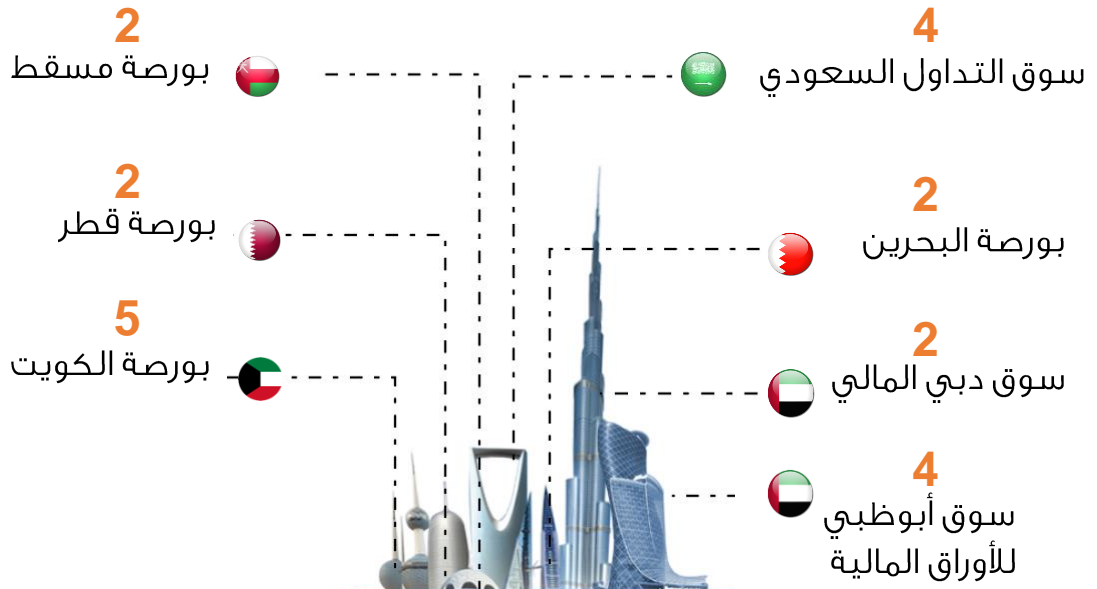 4
سوق التداول السعودي
2
بورصة البحرين
2
سوق دبي المالي
4
سوق أبوظبي
للأوراق المالية
2
بورصة مسقط
2
بورصة قطر
5
بورصة الكويت